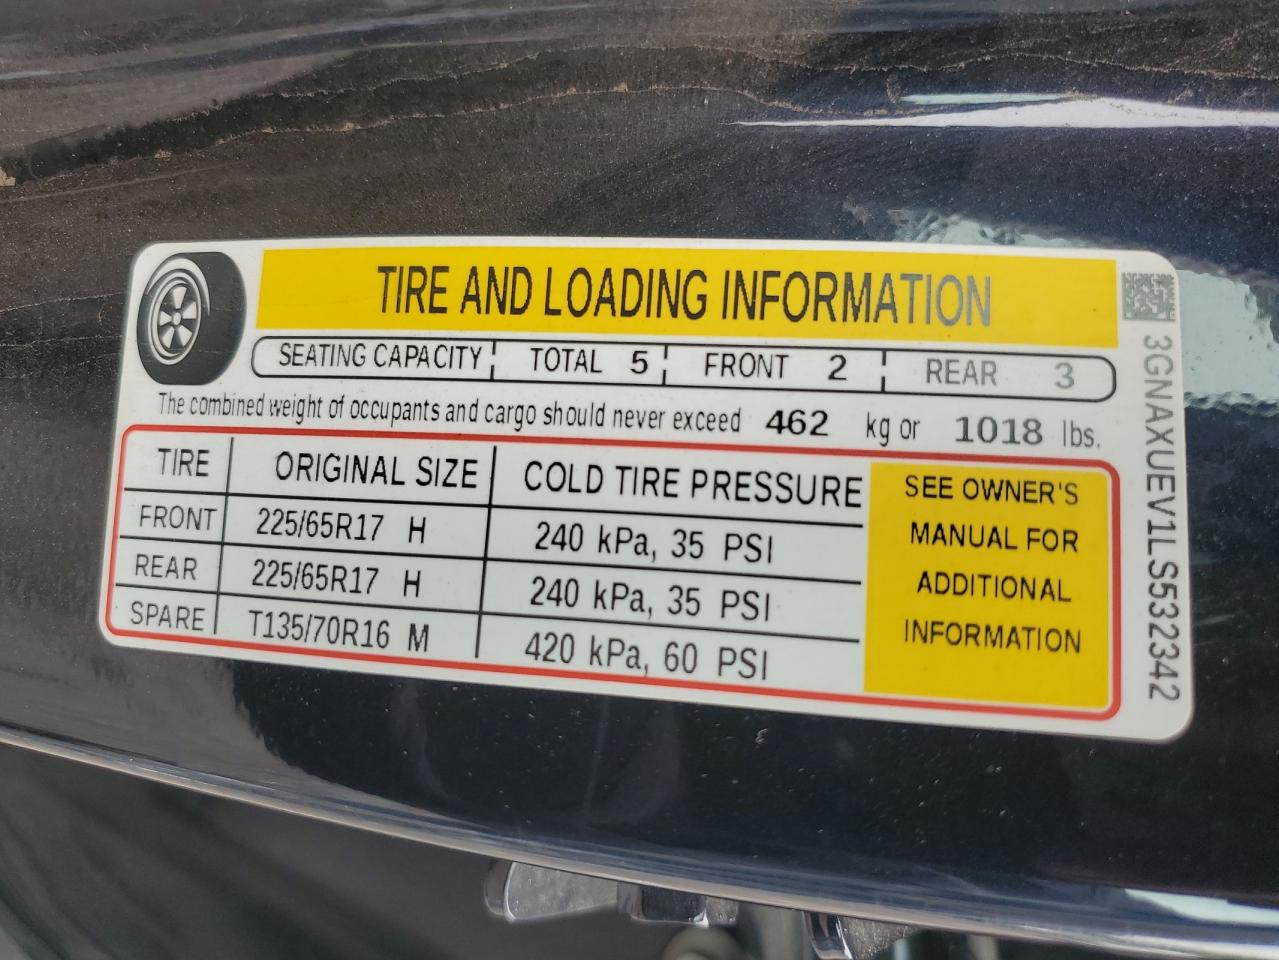 TIRE AND LOADING INFORMATION
SEATING CAPACITY TOTAL 5 FRONT 2 REAR 3
The combined weight of occupants and cargo should never exceed 462 kg or 1018 lbs.
TIRE ORIGINAL SIZE COLD TIRE PRESSURE
FRONT 225/65R17 H 240 kPa, 35 PSI
REAR 225/65R17 H 240 kPa, 35 PSI
SPARE T135/70R16 M 420 kPa, 60 PSI
SEE OWNER'S
MANUAL FOR
ADDITIONAL
INFORMATION
3GNAXUEV1LS532342